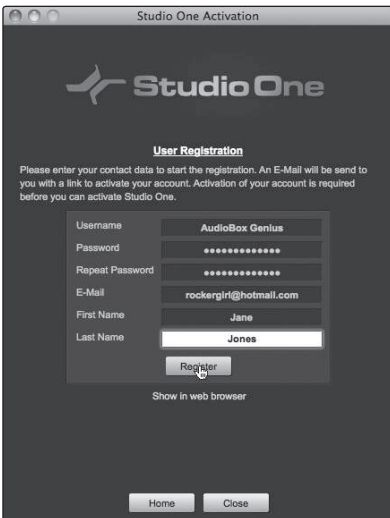 Studio One Activation
Studio One
User Registration
Please enter your contact data to start the registration. An E-Mail will be send to
you with a link to activate your account. Activation of your account is required
before you can activate Studio One.
Username AudioBox Genius
Password •••••••••••••
Repeat Password •••••••••••••
E-Mail rockergirl@hotmail.com
First Name Jane
Last Name Jones
Register
Show in web browser
Home Close